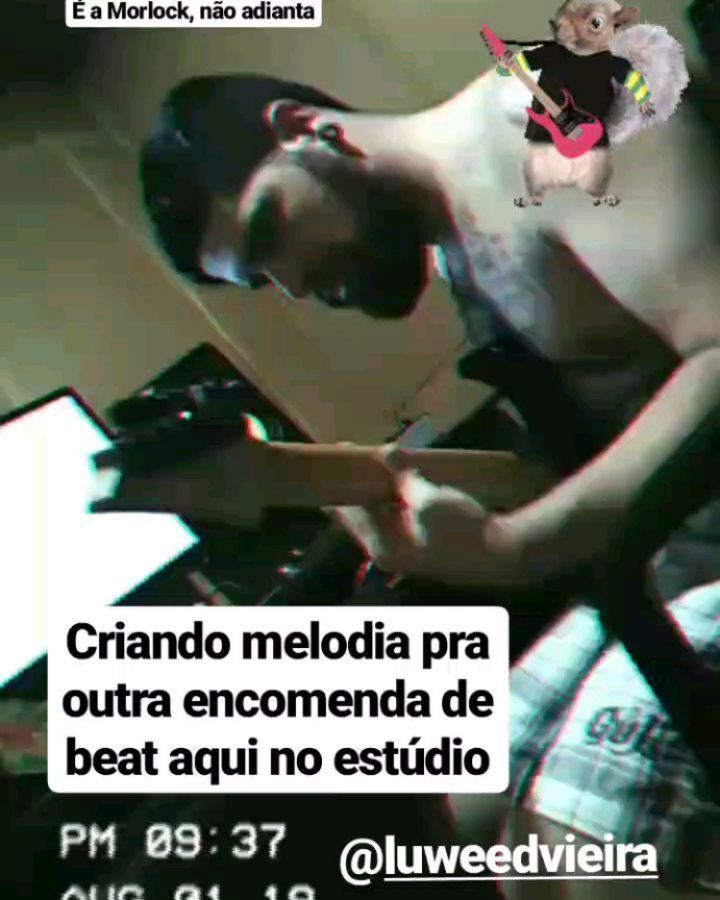 É a Morlock, não adianta
Criando melodia pra
outra encomenda de
beat aqui no estúdio
PM 09:37
@luweedvieira
AUG 01 18